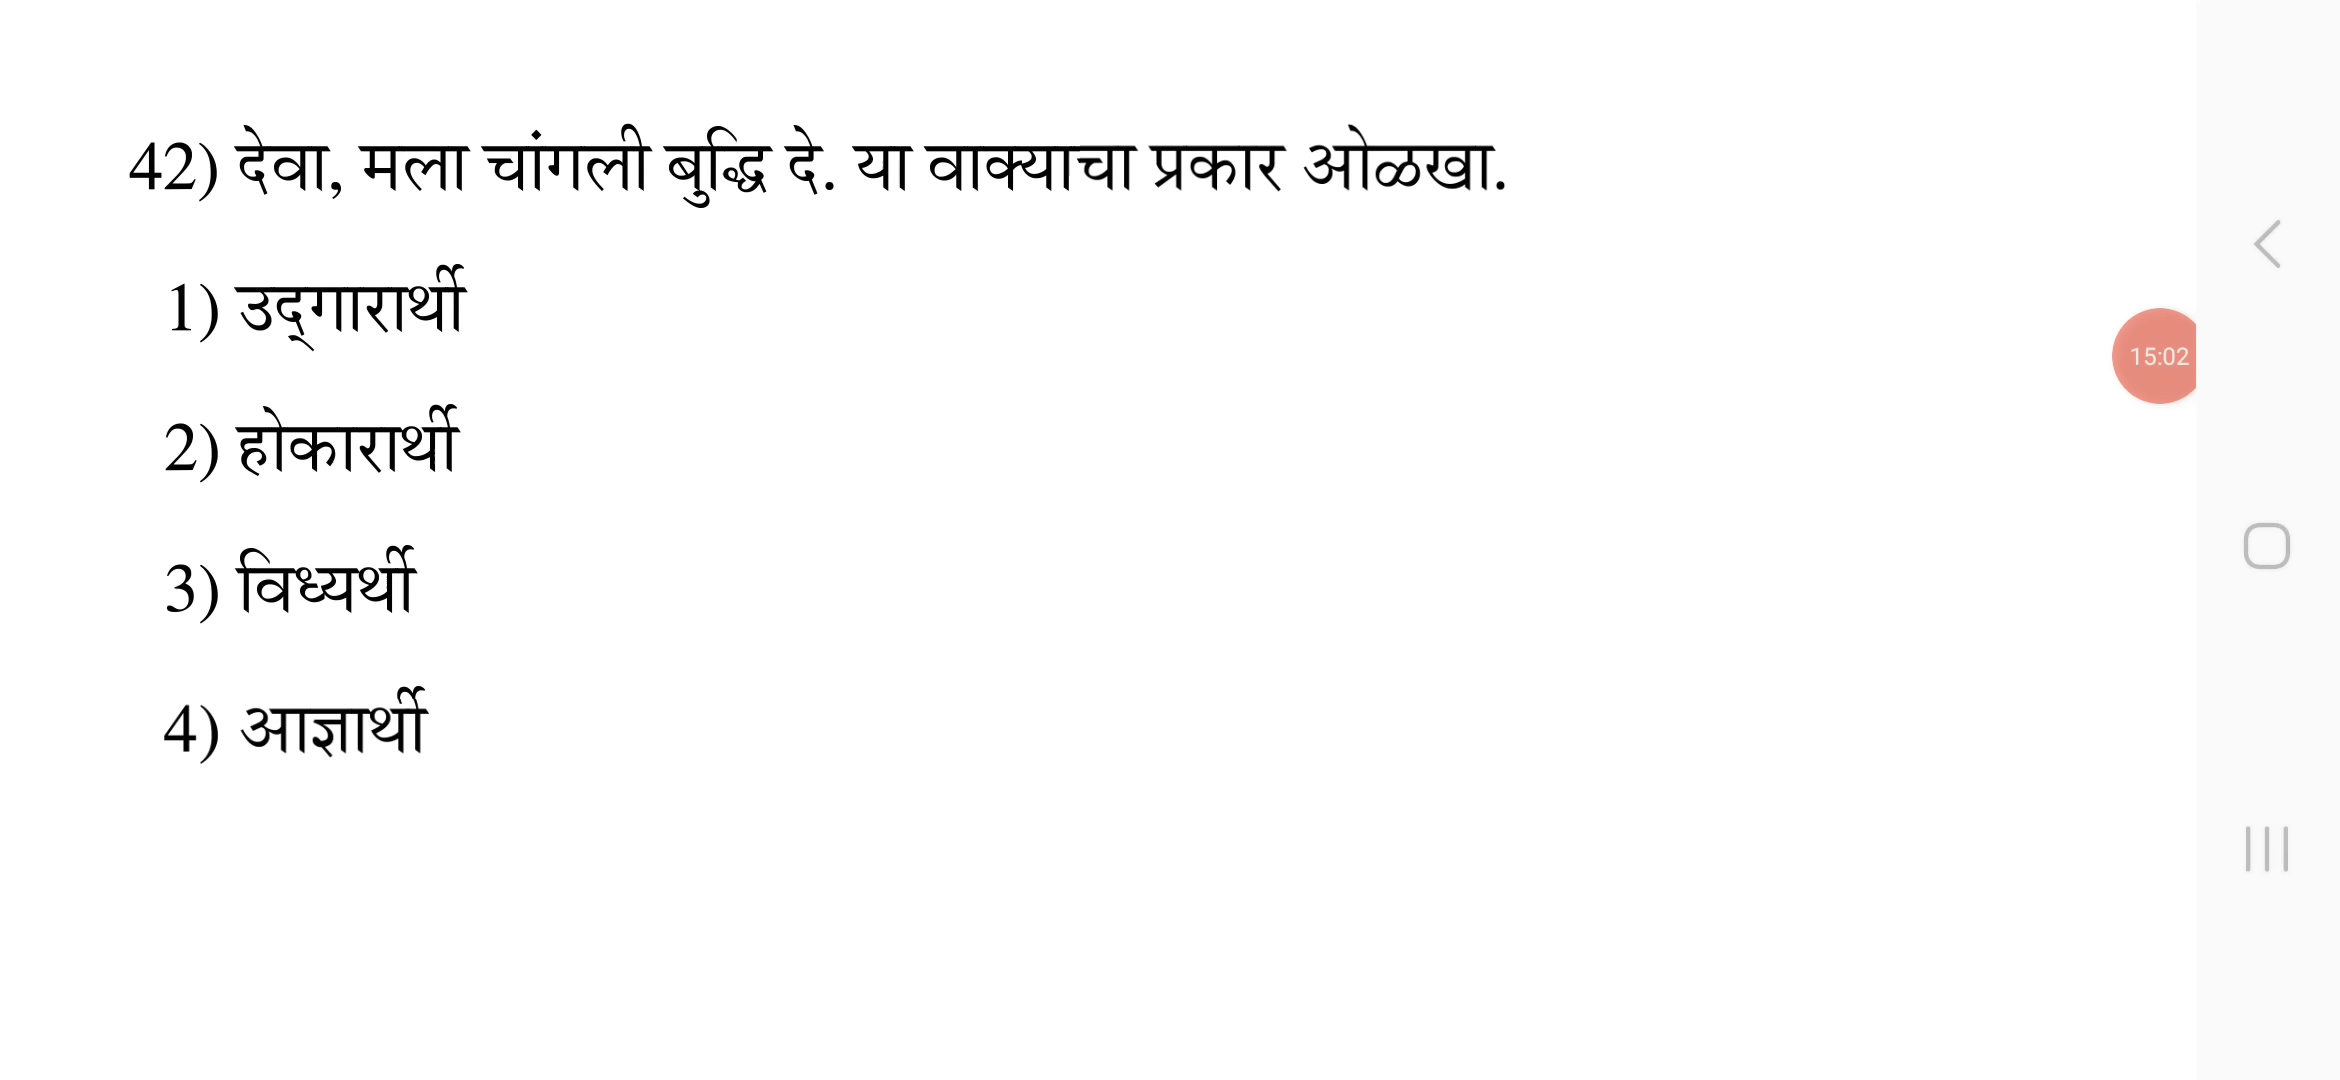 42) देवा, मला चांगली बुद्धि दे. या वाक्याचा प्रकार ओळखा.
1) उद्‌गारार्थी
2) होकारार्थी
15:02
3) विध्यर्थी
4) आज्ञार्थी